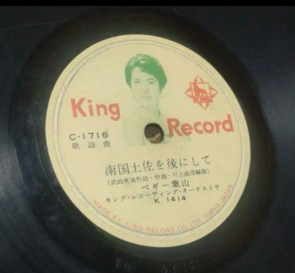 King Record
C-1716
歌謡曲
南国土佐を後にして
ペギー葉山
キング・レコーディング・オーケストラ
K 1414